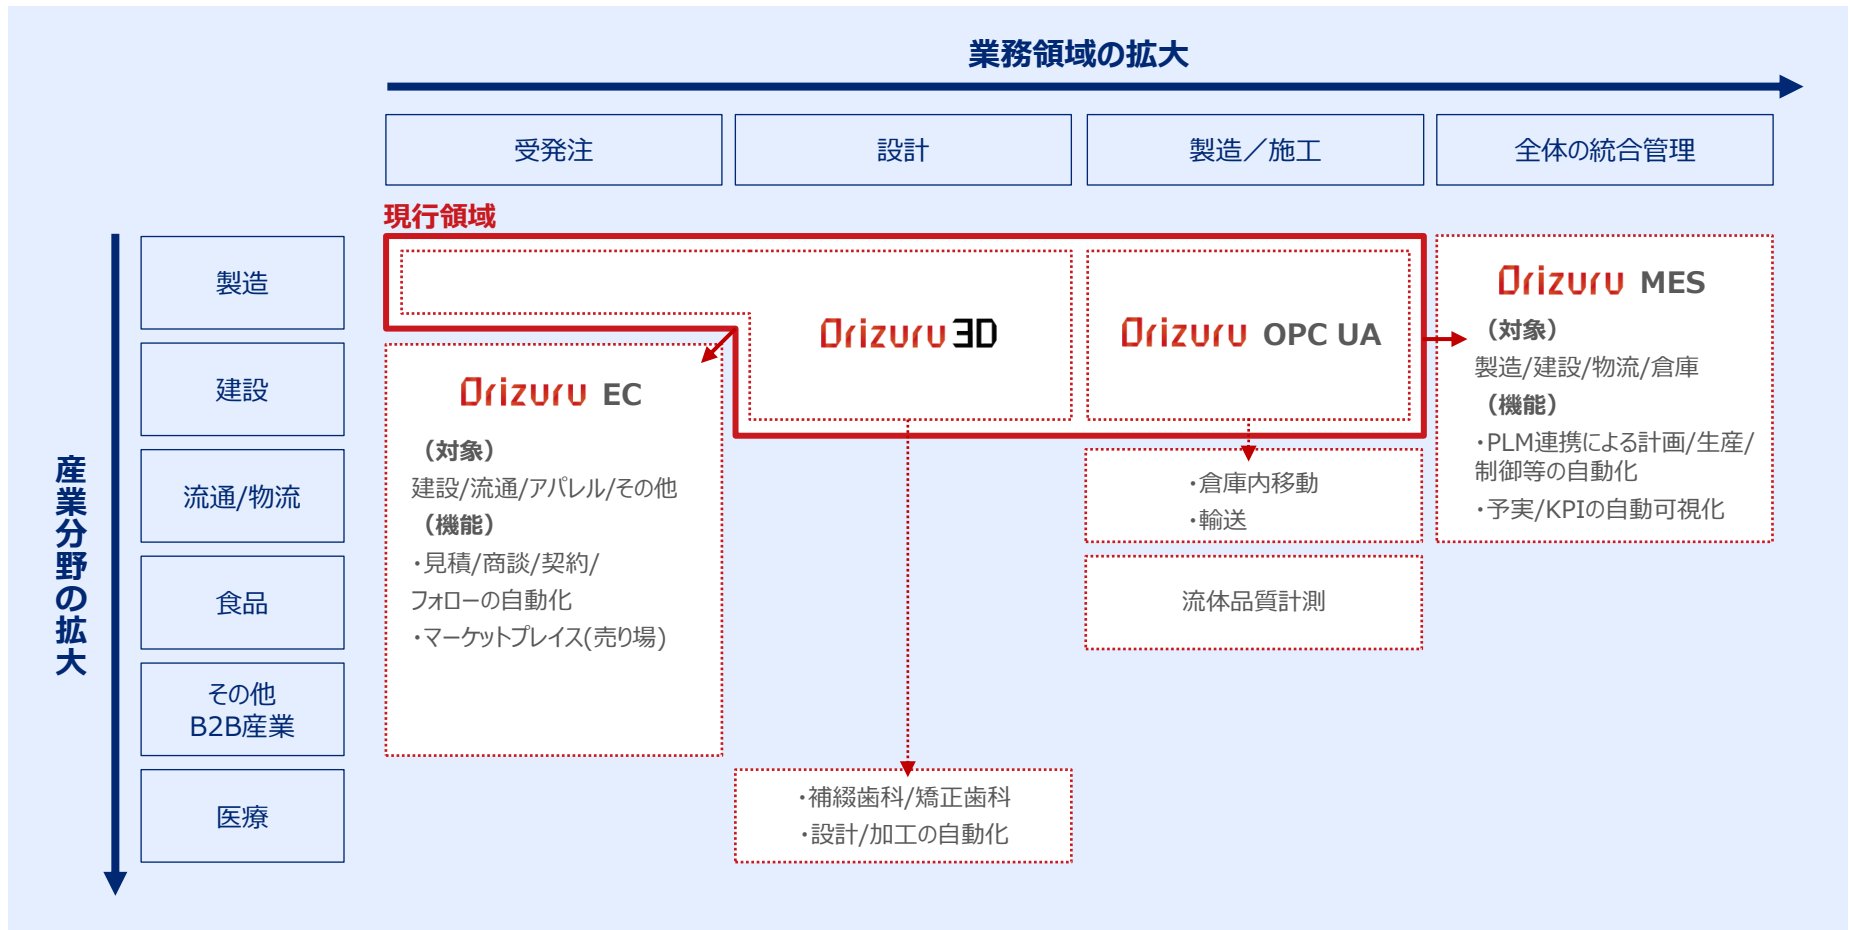 業務領域の拡大
受発注
設計
製造／施工
全体の統合管理
現行領域
産業分野の拡大
製造
建設
流通/物流
食品
その他
B2B産業
医療
Orizuru 3D
Orizuru OPC UA
Orizuru MES
（対象）
製造/建設/物流/倉庫
（機能）
・PLM連携による計画/生産/
制御等の自動化
・予実/KPIの自動可視化
Orizuru EC
（対象）
建設/流通/アパレル/その他
（機能）
・見積/商談/契約/
フォローの自動化
・マーケットプレイス(売り場)
・倉庫内移動
・輸送
流体品質計測
・補綴歯科/矯正歯科
・設計/加工の自動化